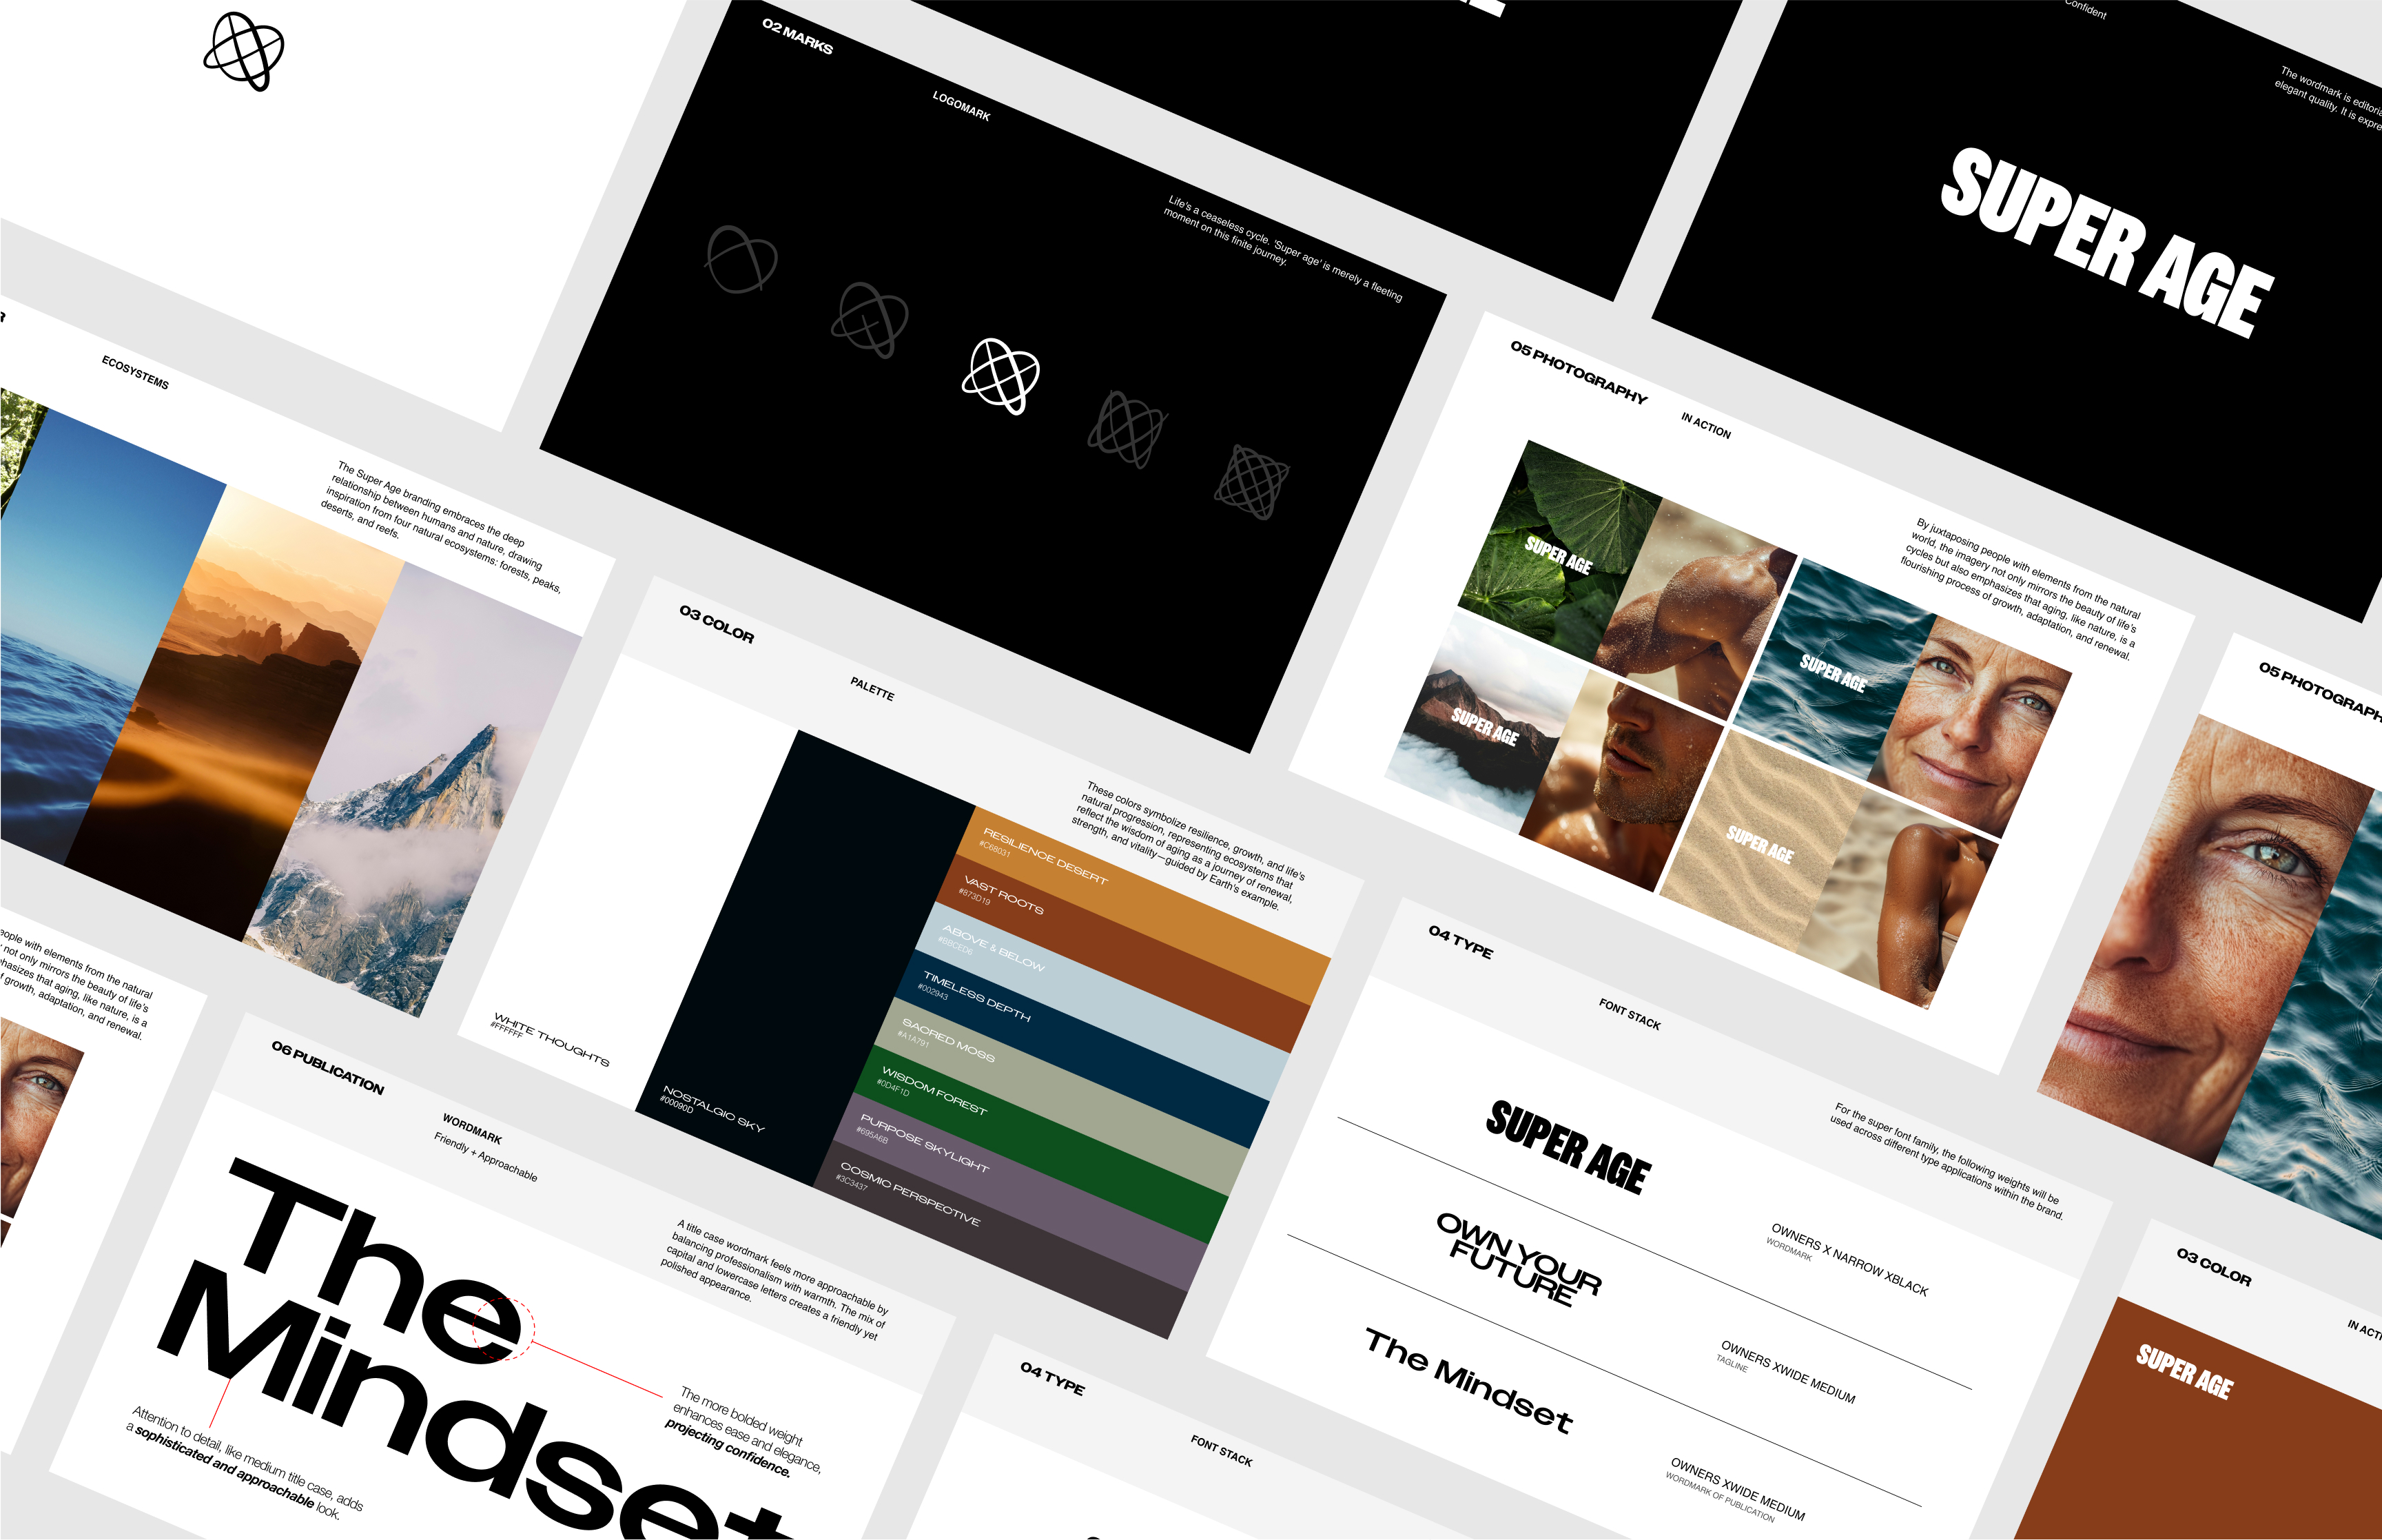 02 MARKS
LOGOMARK
Life's a ceaseless cycle. 'Super age' is merely a fleeting
moment on this finite journey.
Confident
The wordmark is
elegant quality. It is
SUPER AGE
ECOSYSTEMS
The Super Age branding embraces the deep
relationship between humans and nature, drawing
inspiration from four natural ecosystems; forests, peaks,
deserts, and reefs.
05 PHOTOGRAPHY
IN ACTION
By juxtaposing people with elements from the natural
world, the imagery not only mirrors the beauty of life's
cycles but also emphasizes that aging, like nature, is a
flourishing process of growth, adaptation, and renewal.
SUPER AGE
SUPER AGE
SUPER AGE
SUPER AGE
05 PHOTOGRAPH
03 COLOR
PALETTE
These colors symbolize resilience, growth, and life's
natural progression, representing ecosystems that
reflect the wisdom of aging as a journey of renewal,
strength, and vitality—guided by Earth's example.
WHITE THOUGHTS
#FFFFFF
NOSTALGIC SKY
#00090D
RESILIENCE DESERT
#C68031
VAST ROOTS
#873D19
ABOVE & BELOW
#BBCED6
TIMELESS DEPTH
#002943
SACRED MOSS
#A1A791
WISDOM FOREST
#0D4F1D
PURPOSE SKYLIGHT
#695A6B
COSMIC PERSPECTIVE
#3C3437
people with elements from the natural
not only mirrors the beauty of life's
that aging, like nature, is a
growth, adaptation, and renewal.
06 PUBLICATION
WORDMARK
Friendly + Approachable
A title case wordmark feels more approachable by
balancing professionalism with warmth. The mix of
capital and lowercase letters creates a friendly yet
polished appearance.
The
Mindset
The more bolded weight
enhances ease and elegance,
projecting confidence.
Attention to detail, like medium title case, adds
a sophisticated and approachable look.
04 TYPE
FONT STACK
For the super font family, the following weights will be
used across different type applications within the brand.
SUPER AGE
OWNERS X NARROW XBLACK
WORDMARK
OWN YOUR
FUTURE
OWNERS XWIDE MEDIUM
TAGLINE
The Mindset
OWNERS XWIDE MEDIUM
WORDMARK OF PUBLICATION
04 TYPE
FONT STACK
03 COLOR
IN ACTI
SUPER AGE